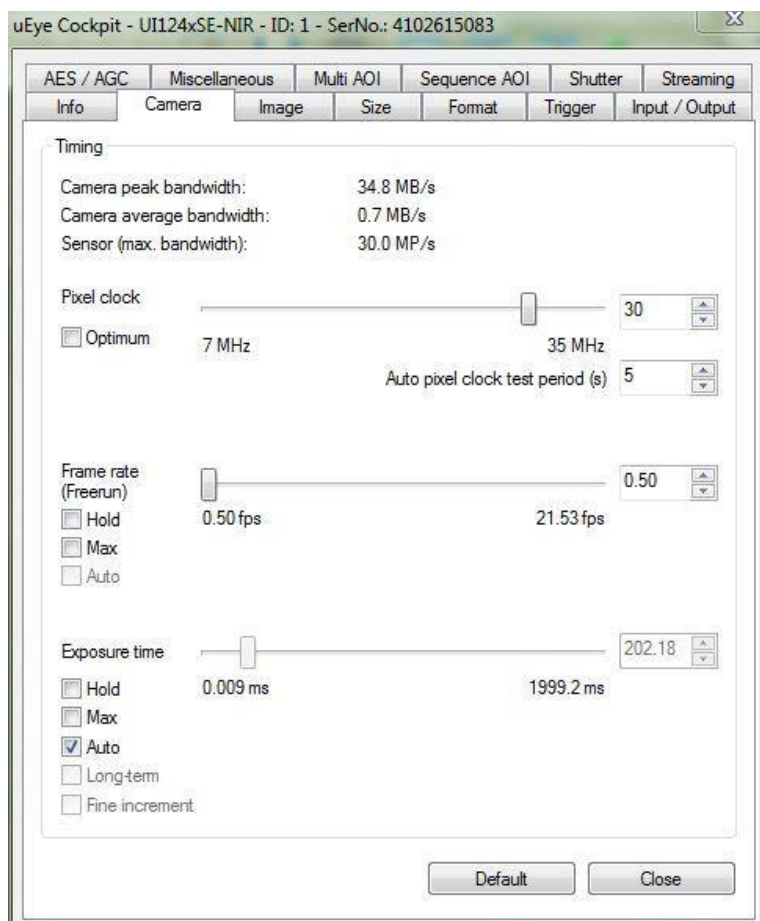 uEye Cockpit - UI124xSE-NIR - ID: 1 - SerNo.: 4102615083
AES / AGC Miscellaneous Multi AOI Sequence AOI Shutter Streaming
Info Camera Image Size Format Trigger Input / Output
Timing
Camera peak bandwidth: 34.8 MB/s
Camera average bandwidth: 0.7 MB/s
Sensor (max. bandwidth): 30.0 MP/s
Pixel clock 30
Optimum 7 MHz 35 MHz
Auto pixel clock test period (s) 5
Frame rate
(Freerun) 0.50
Hold 0.50 fps 21.53 fps
Max
Auto
Exposure time 202.18
Hold 0.009 ms 1999.2 ms
Max
Auto
Long-term
Fine increment
Default Close